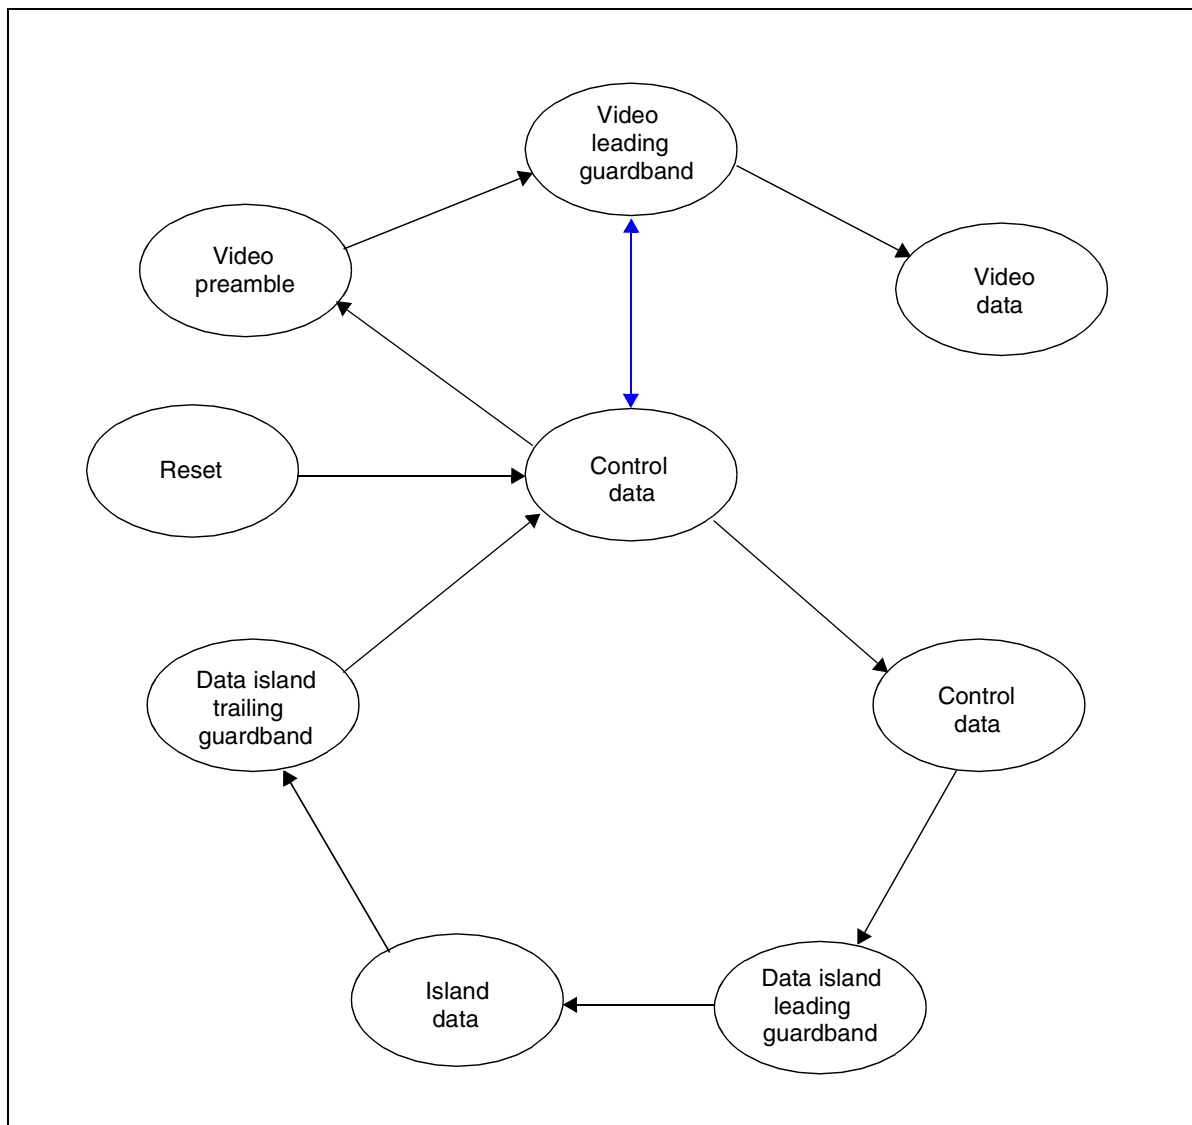 Video
leading
guardband
Video
preamble
Video
data
Reset
Control
data
Data island
trailing
guardband
Control
data
Island
data
Data island
leading
guardband